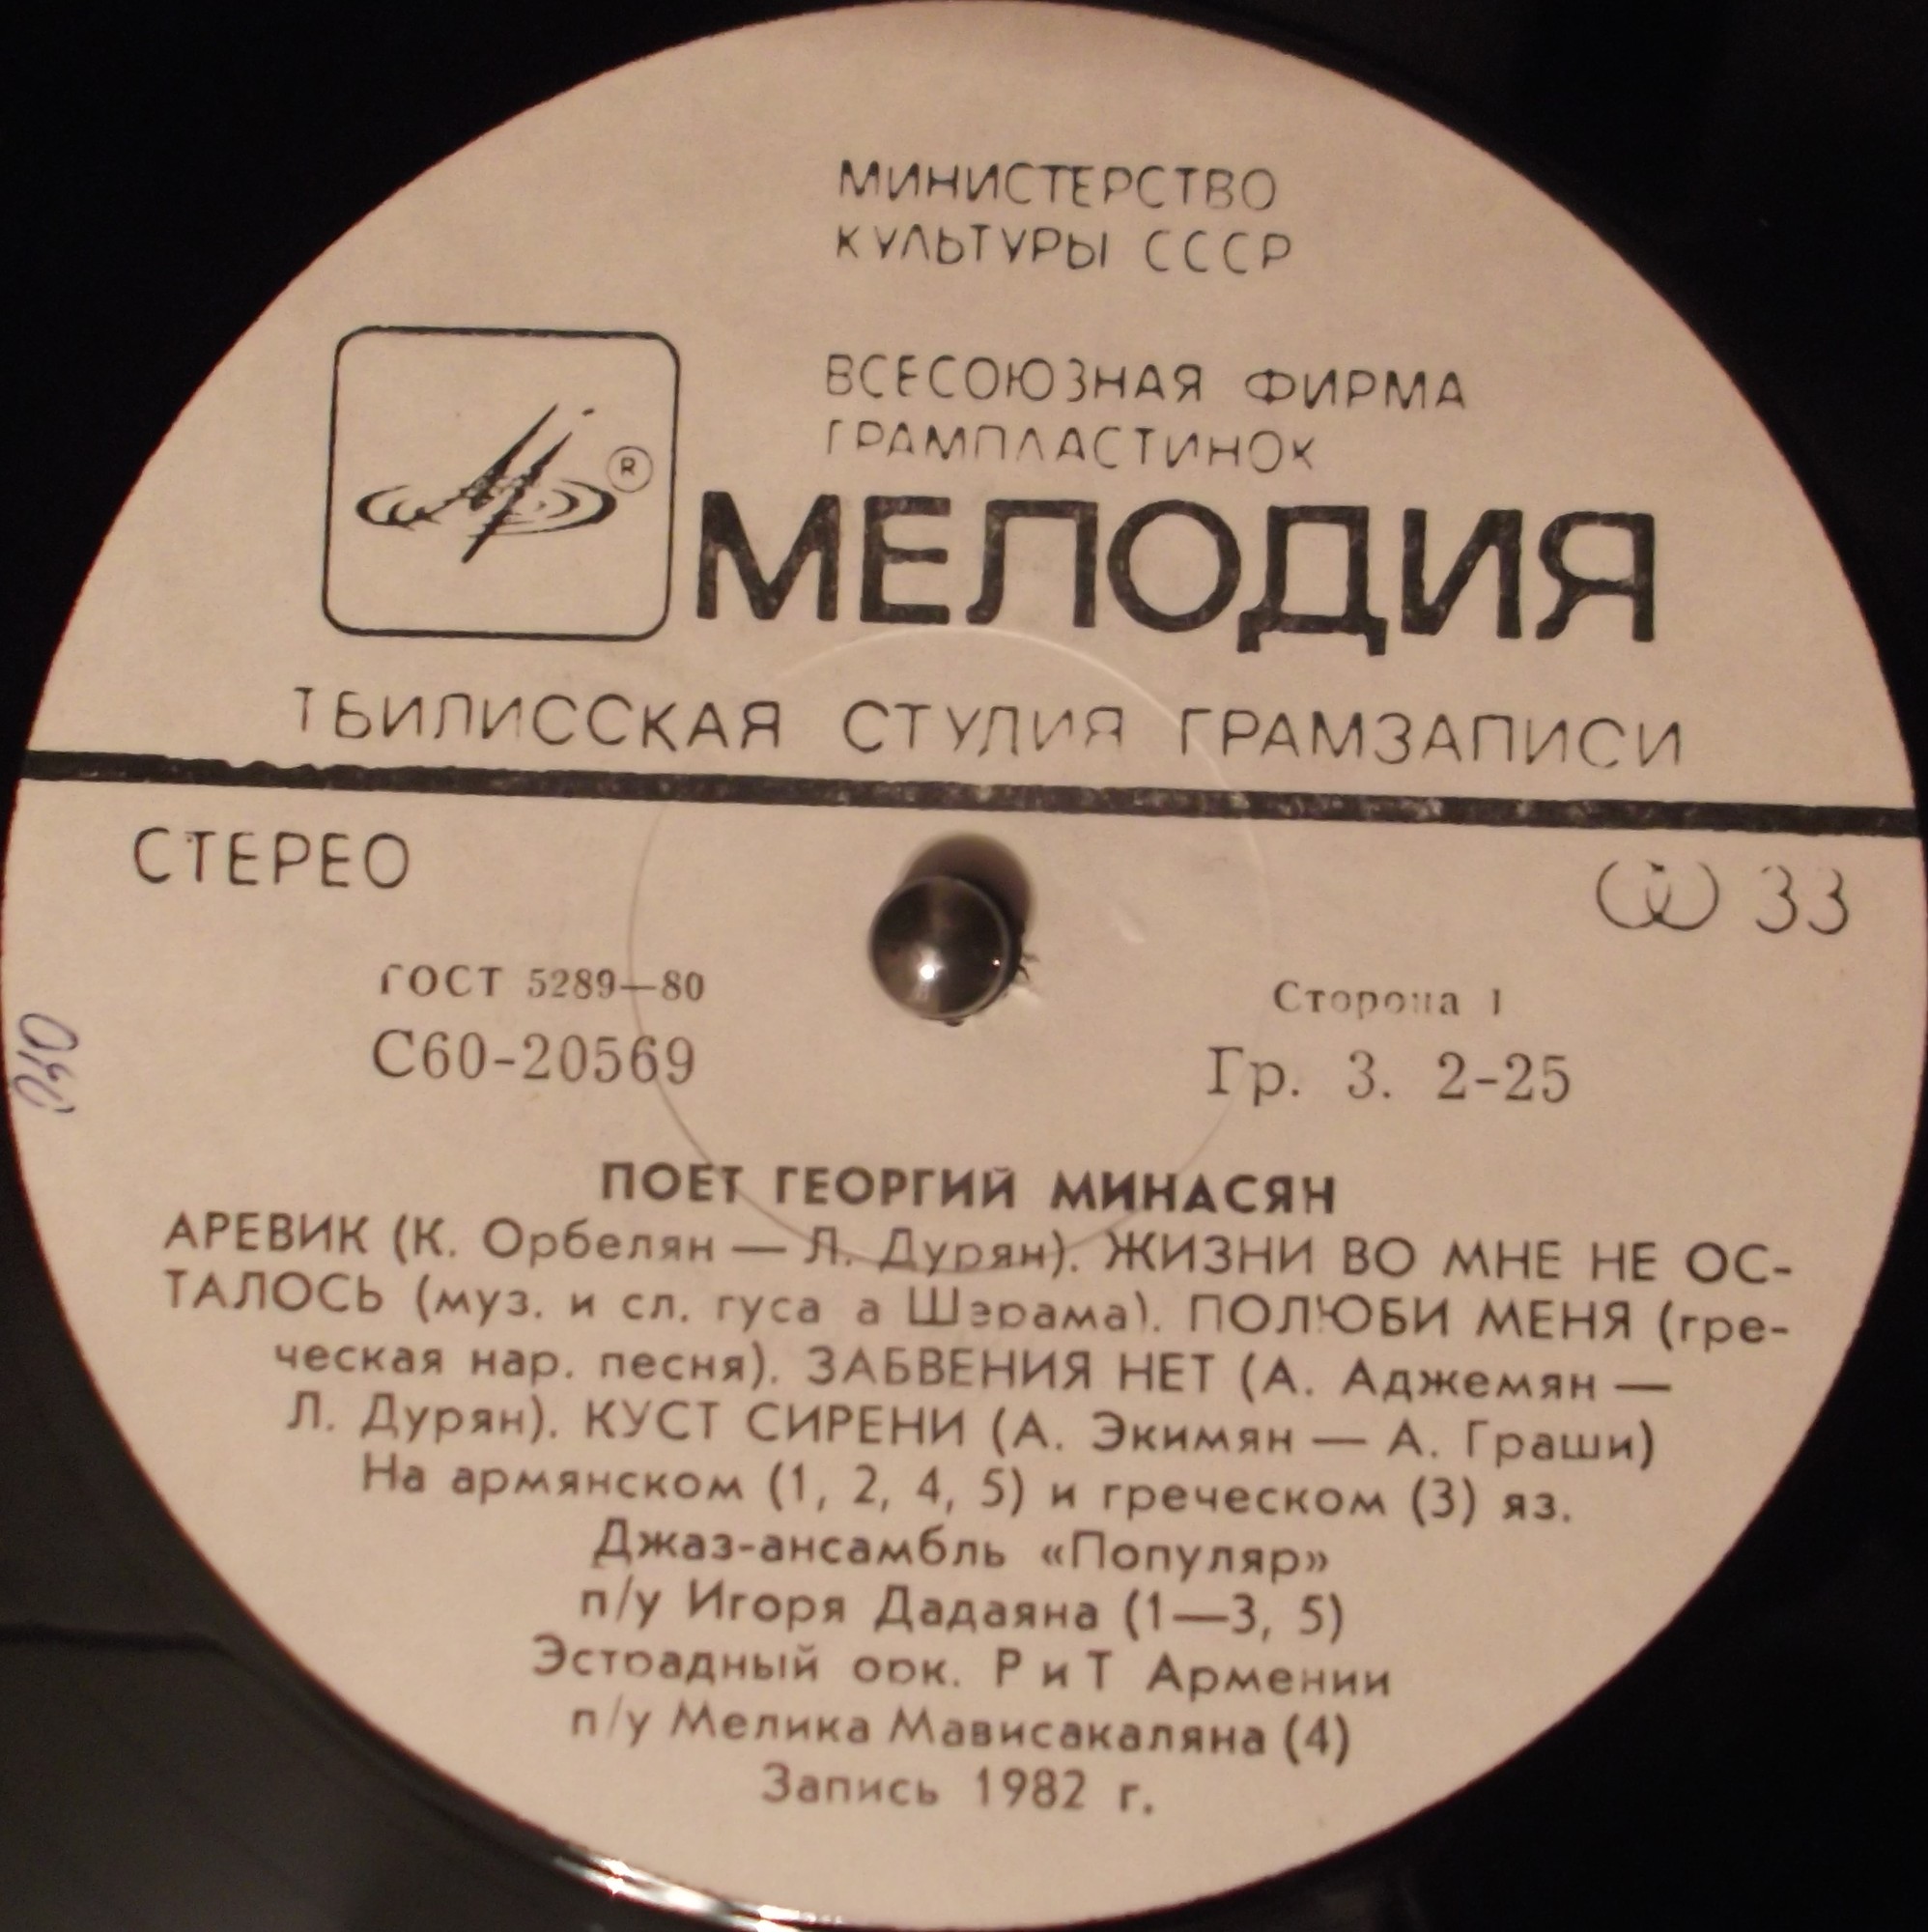 МИНИСТЕРСТВО
КУЛЬТУРЫ СССР
ВСЕСОЮЗНАЯ ФИРМА
ГРАМПЛАСТИНОК
®
МЕЛОДИЯ
ТБИЛИССКАЯ СТУДИЯ ГРАМЗАПИСИ
СТЕРЕО
33
ГОСТ 5289—80
Сторона 1
С60-20569
Гр. 3. 2-25
ПОЕТ ГЕОРГИЙ МИНАСЯН
АРЕВИК (К. Орбелян — Л. Дурян). ЖИЗНИ ВО МНЕ НЕ ОС-
ТАЛОСЬ (муз. и сл. гуса а Шерама). ПОЛЮБИ МЕНЯ (гре-
ческая нар. песня). ЗАБВЕНИЯ НЕТ (А. Аджемян —
Л. Дурян). КУСТ СИРЕНИ (А. Экимян — А. Граши)
На армянском (1, 2, 4, 5) и греческом (3) яз.
Джаз-ансамбль «Популяр»
п/у Игоря Дадаяна (1—3, 5)
Эстрадный орк. Р и Т Армении
п/у Мелика Мависакаляна (4)
Запись 1982 г.